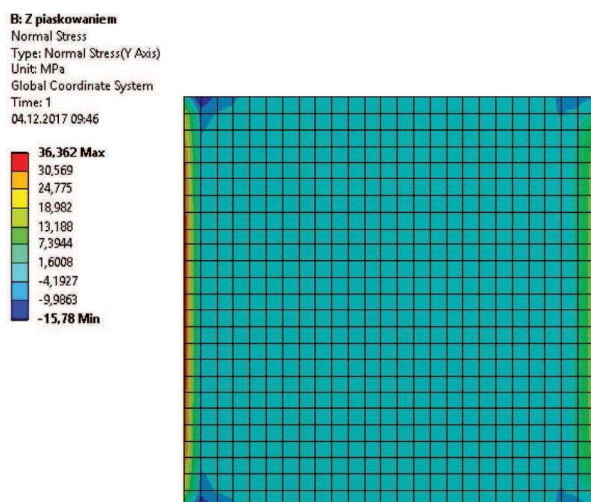 B: Z piaskowaniem
Normal Stress
Type: Normal Stress(Y Axis)
Unit: MPa
Global Coordinate System
Time: 1
04.12.2017 09:46
36,362 Max
30,569
24,775
18,982
13,188
7,3944
1,6008
-4,1927
-9,9863
-15,78 Min